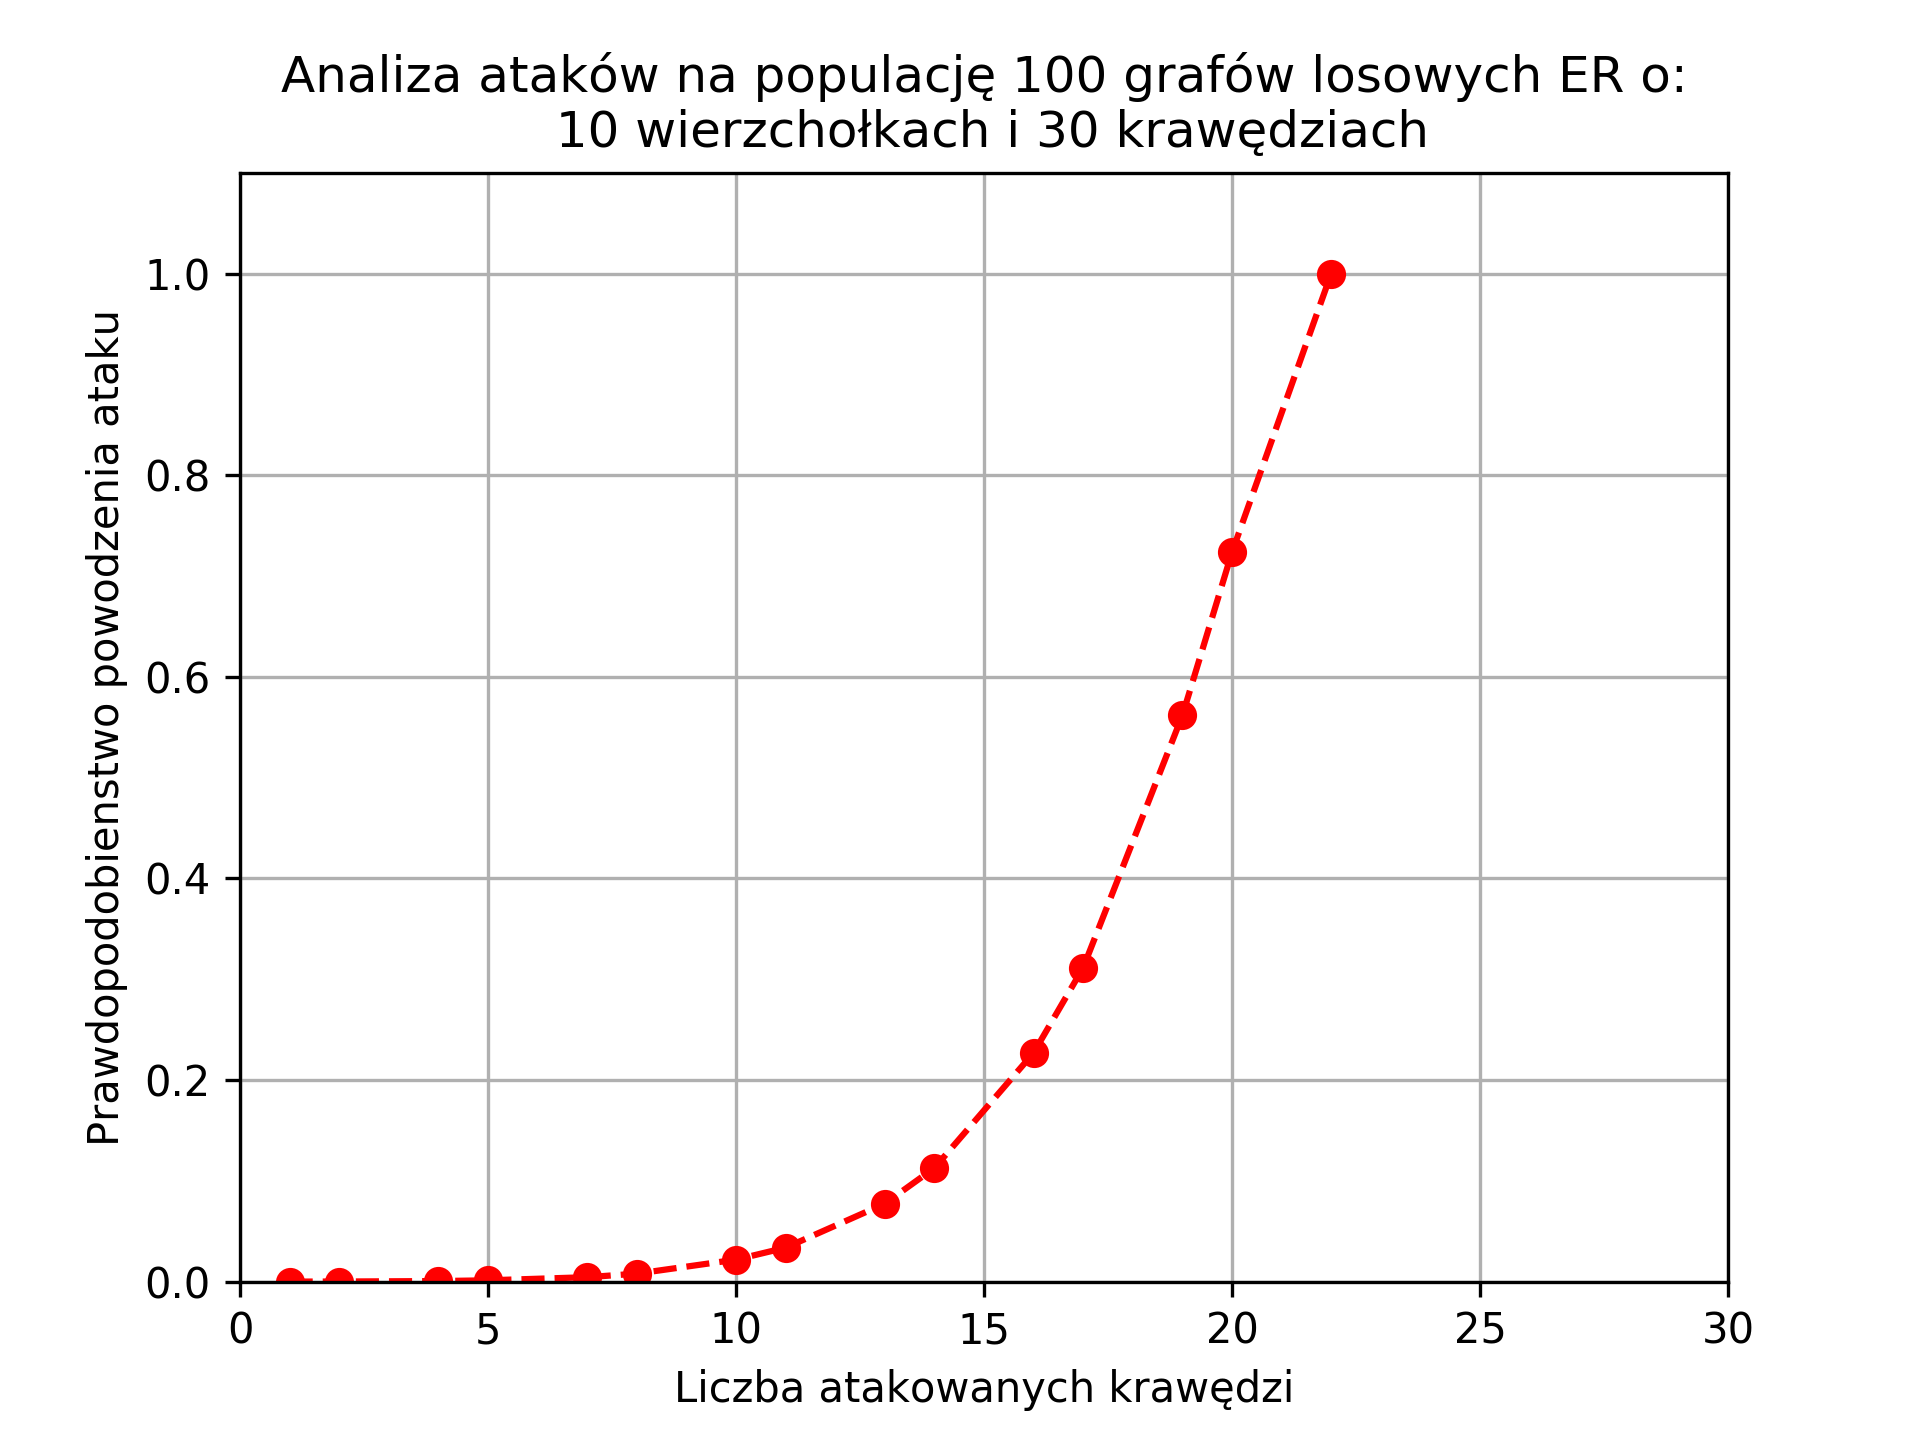 Analiza ataków na populację 100 grafów losowych ER o:
10 wierzchołkach i 30 krawędziach
Prawdopodobienstwo powodzenia ataku
1.0
0.8
0.6
0.4
0.2
0.0
0 5 10 15 20 25 30
Liczba atakowanych krawędzi